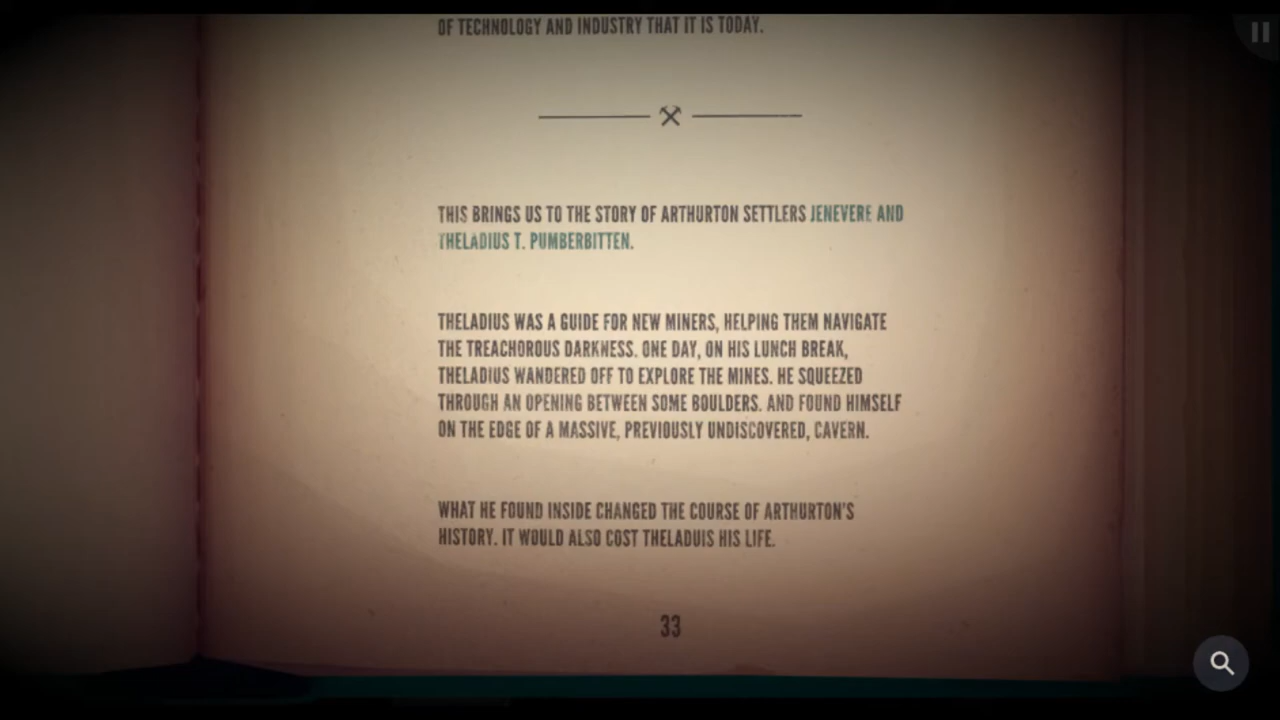 OF TECHNOLOGY AND INDUSTRY THAT IT IS TODAY.
THIS BRINGS US TO THE STORY OF ARTHURTON SETTLERS JENEVERE AND
THELADIUS T. PUMBERBITTEN.
THELADIUS WAS A GUIDE FOR NEW MINERS, HELPING THEM NAVIGATE
THE TREACHOROUS DARKNESS. ONE DAY, ON HIS LUNCH BREAK,
THELADIUS WANDERED OFF TO EXPLORE THE MINES. HE SQUEEZED
THROUGH AN OPENING BETWEEN SOME BOULDERS. AND FOUND HIMSELF
ON THE EDGE OF A MASSIVE, PREVIOUSLY UNDISCOVERED, CAVERN.
WHAT HE FOUND INSIDE CHANGED THE COURSE OF ARTHURTON'S
HISTORY. IT WOULD ALSO COST THELADUIS HIS LIFE.
33